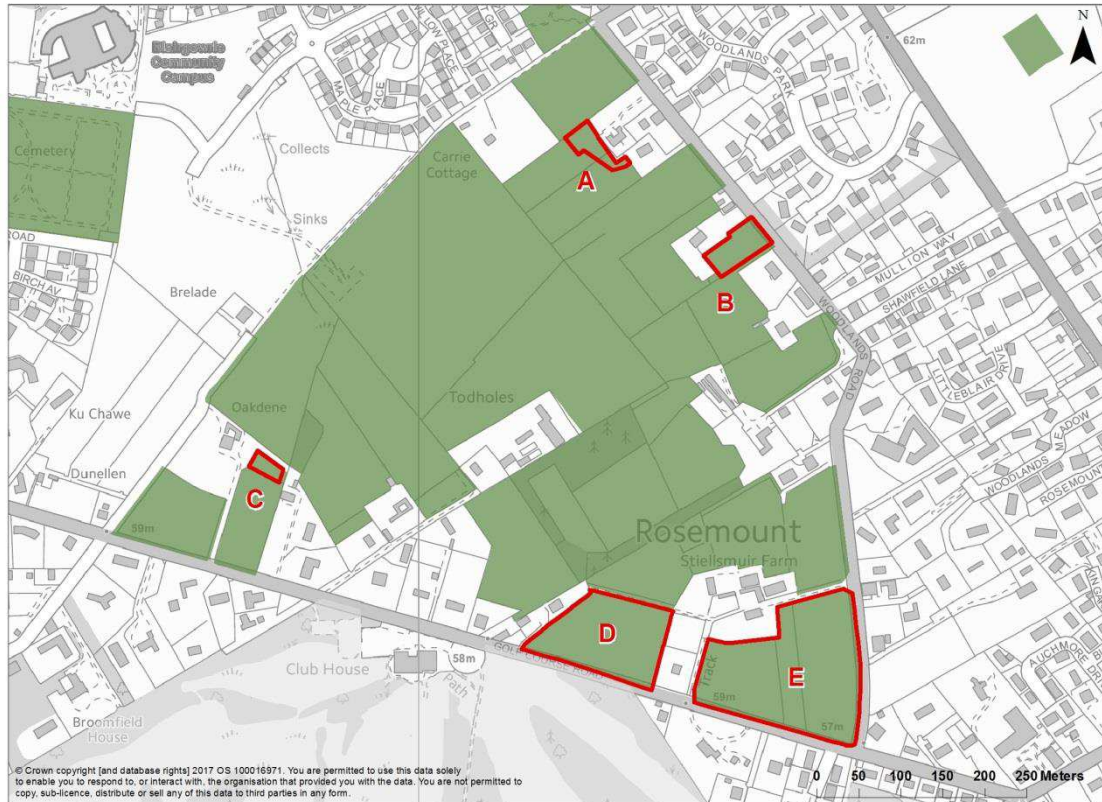 N
62m
WOODLANDS PARK
Blairgowrie
Community
Campus
MAPLE PLACE
WILLOW PLACE
GR
Cemetery
Collects
Carrie
Cottage
A
Sinks
ROAD
BIRCH AV
Brelade
B
MULLION WAY
SHAWFIELD LANE
WOODLANDS ROAD
LITTLEBLAIR DRIVE
Ku Chawe
Oakdene
Todholes
MEADOW
WOODLANDS
ROSEMOUNT
Dunellen
C
59m
Rosemount
Stiellsmuir Farm
D
E
Track
Club House
58m
Path
59m
57m
AUCHMORE DRI
Broomfield
House
© Crown copyright [and database rights] 2017 OS 100016971. You are permitted to use this data solely
to enable you to respond to, or interact with, the organisation that provided you with the data. You are not permitted to
copy, sub-licence, distribute or sell any of this data to third parties in any form.
0 50 100 150 200 250 Meters